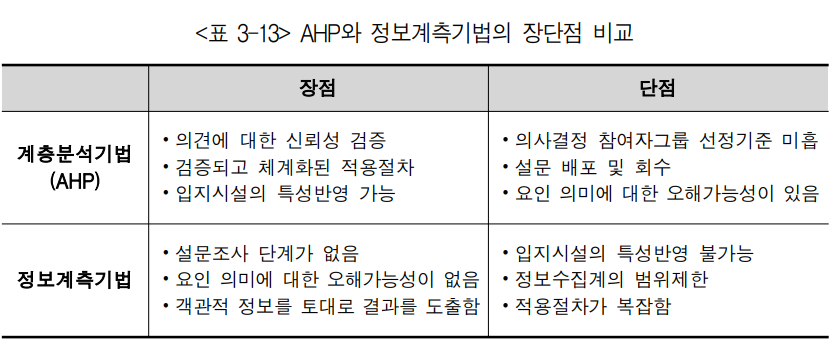 <표 3-13> AHP와 정보계측기법의 장단점 비교
장점
단점
계층분석기법
(AHP)
• 의견에 대한 신뢰성 검증
• 검증되고 체계화된 적용절차
• 입지시설의 특성반영 가능
• 의사결정 참여자그룹 선정기준 미흡
• 설문 배포 및 회수
• 요인 의미에 대한 오해가능성이 있음
정보계측기법
• 설문조사 단계가 없음
• 요인 의미에 대한 오해가능성이 없음
• 객관적 정보를 토대로 결과를 도출함
• 입지시설의 특성반영 불가능
• 정보수집계의 범위제한
• 적용절차가 복잡함